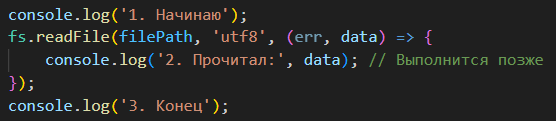 console.log('1. Начинаю');
fs.readFile(filePath, 'utf8', (err, data) => {
    console.log('2. Прочитал:', data); // Выполнится позже
});
console.log('3. Конец');